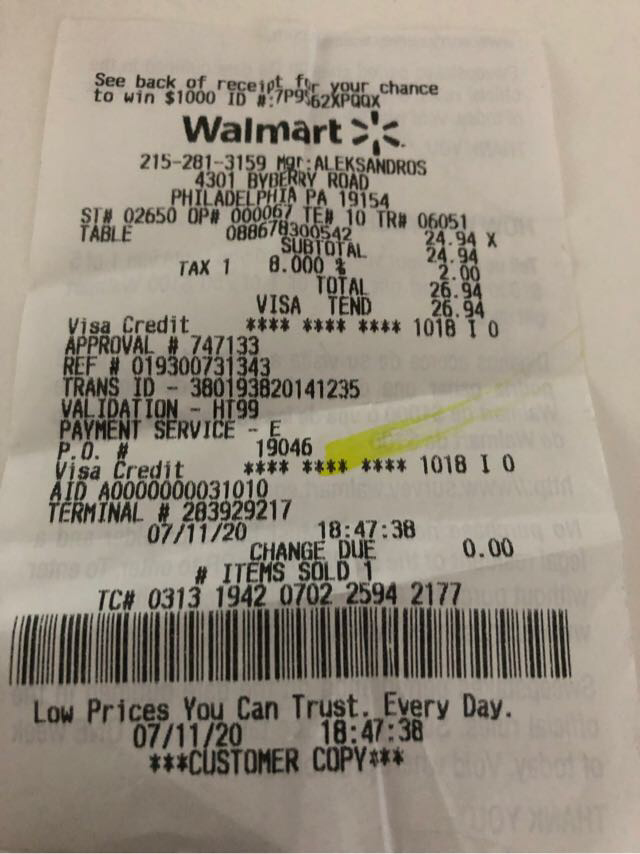 See back of receipt for your chance
to win $1000 ID #:7P9S62XPQQX
Walmart
215-281-3159 Mgr:ALEKSANDROS
4301 BYBERRY ROAD
PHILADELPHIA PA 19154
ST# 02650 OP# 000067 TE# 10 TR# 06051
TABLE 088678300542 24.94 X
SUBTOTAL 24.94
TAX 1 8.000 % 2.00
TOTAL 26.94
VISA TEND 26.94
Visa Credit **** **** **** 1018 I 0
APPROVAL # 747133
REF # 019300731343
TRANS ID - 380193820141235
VALIDATION - HT99
PAYMENT SERVICE - E
P.O. # 19046
Visa Credit **** **** **** 1018 I 0
AID A0000000031010
TERMINAL # 283929217
07/11/20 18:47:38
CHANGE DUE 0.00
# ITEMS SOLD 1
TC# 0313 1942 0702 2594 2177
Low Prices You Can Trust. Every Day.
07/11/20 18:47:38
***CUSTOMER COPY***